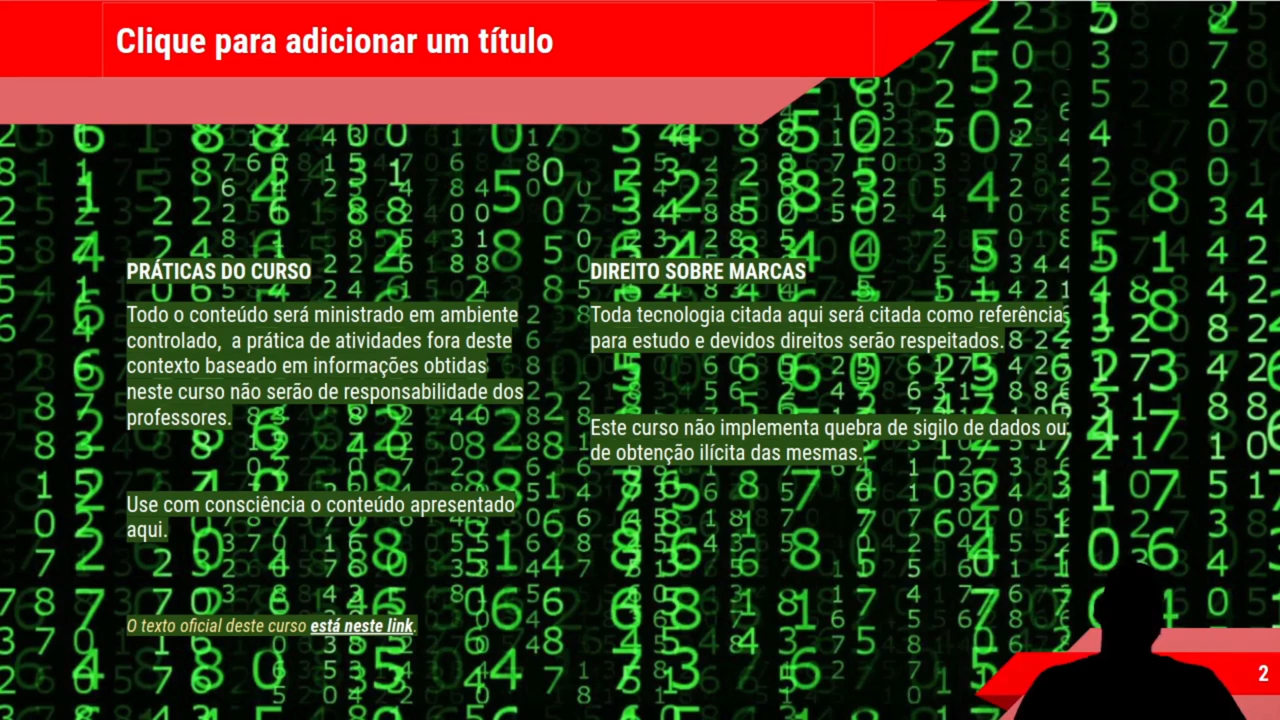 Clique para adicionar um título
PRÁTICAS DO CURSO
Todo o conteúdo será ministrado em ambiente
controlado,  a prática de atividades fora deste
contexto baseado em informações obtidas
neste curso não serão de responsabilidade dos
professores.
Use com consciência o conteúdo apresentado
aqui.
O texto oficial deste curso está neste link.
DIREITO SOBRE MARCAS
Toda tecnologia citada aqui será citada como referência
para estudo e devidos direitos serão respeitados.
Este curso não implementa quebra de sigilo de dados ou
de obtenção ilícita das mesmas.
2